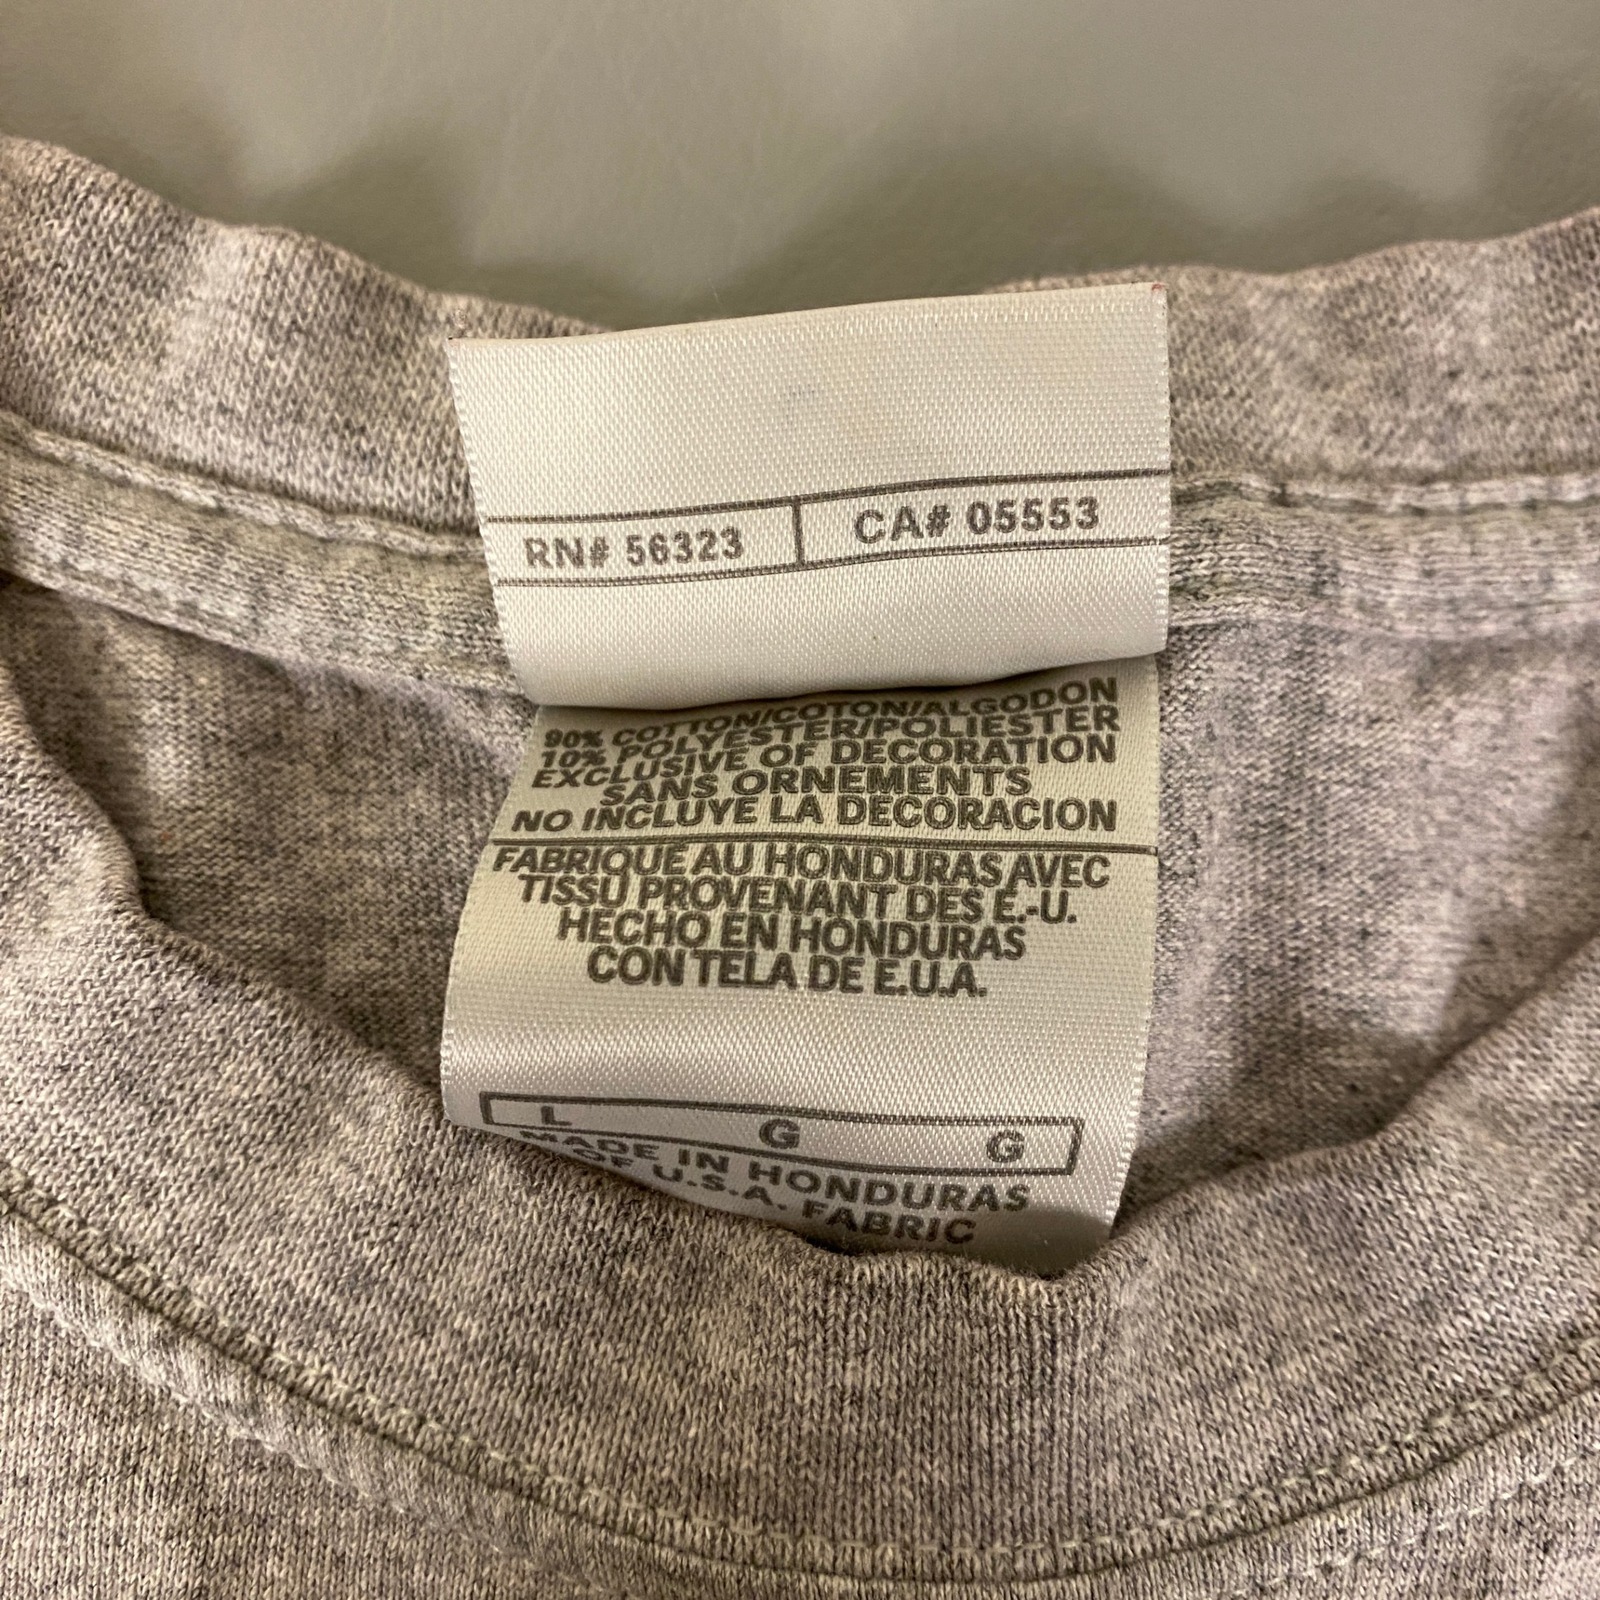 RN# 56323 CA# 05553
90% COTTON/COTON/ALGODON
10% POLYESTER/POLIESTER
EXCLUSIVE OF DECORATION
SANS ORNEMENTS
NO INCLUYE LA DECORACION
FABRIQUE AU HONDURAS AVEC
TISSU PROVENANT DES E.-U.
HECHO EN HONDURAS
CON TELA DE E.U.A.
L G G
MADE IN HONDURAS
OF U.S.A. FABRIC